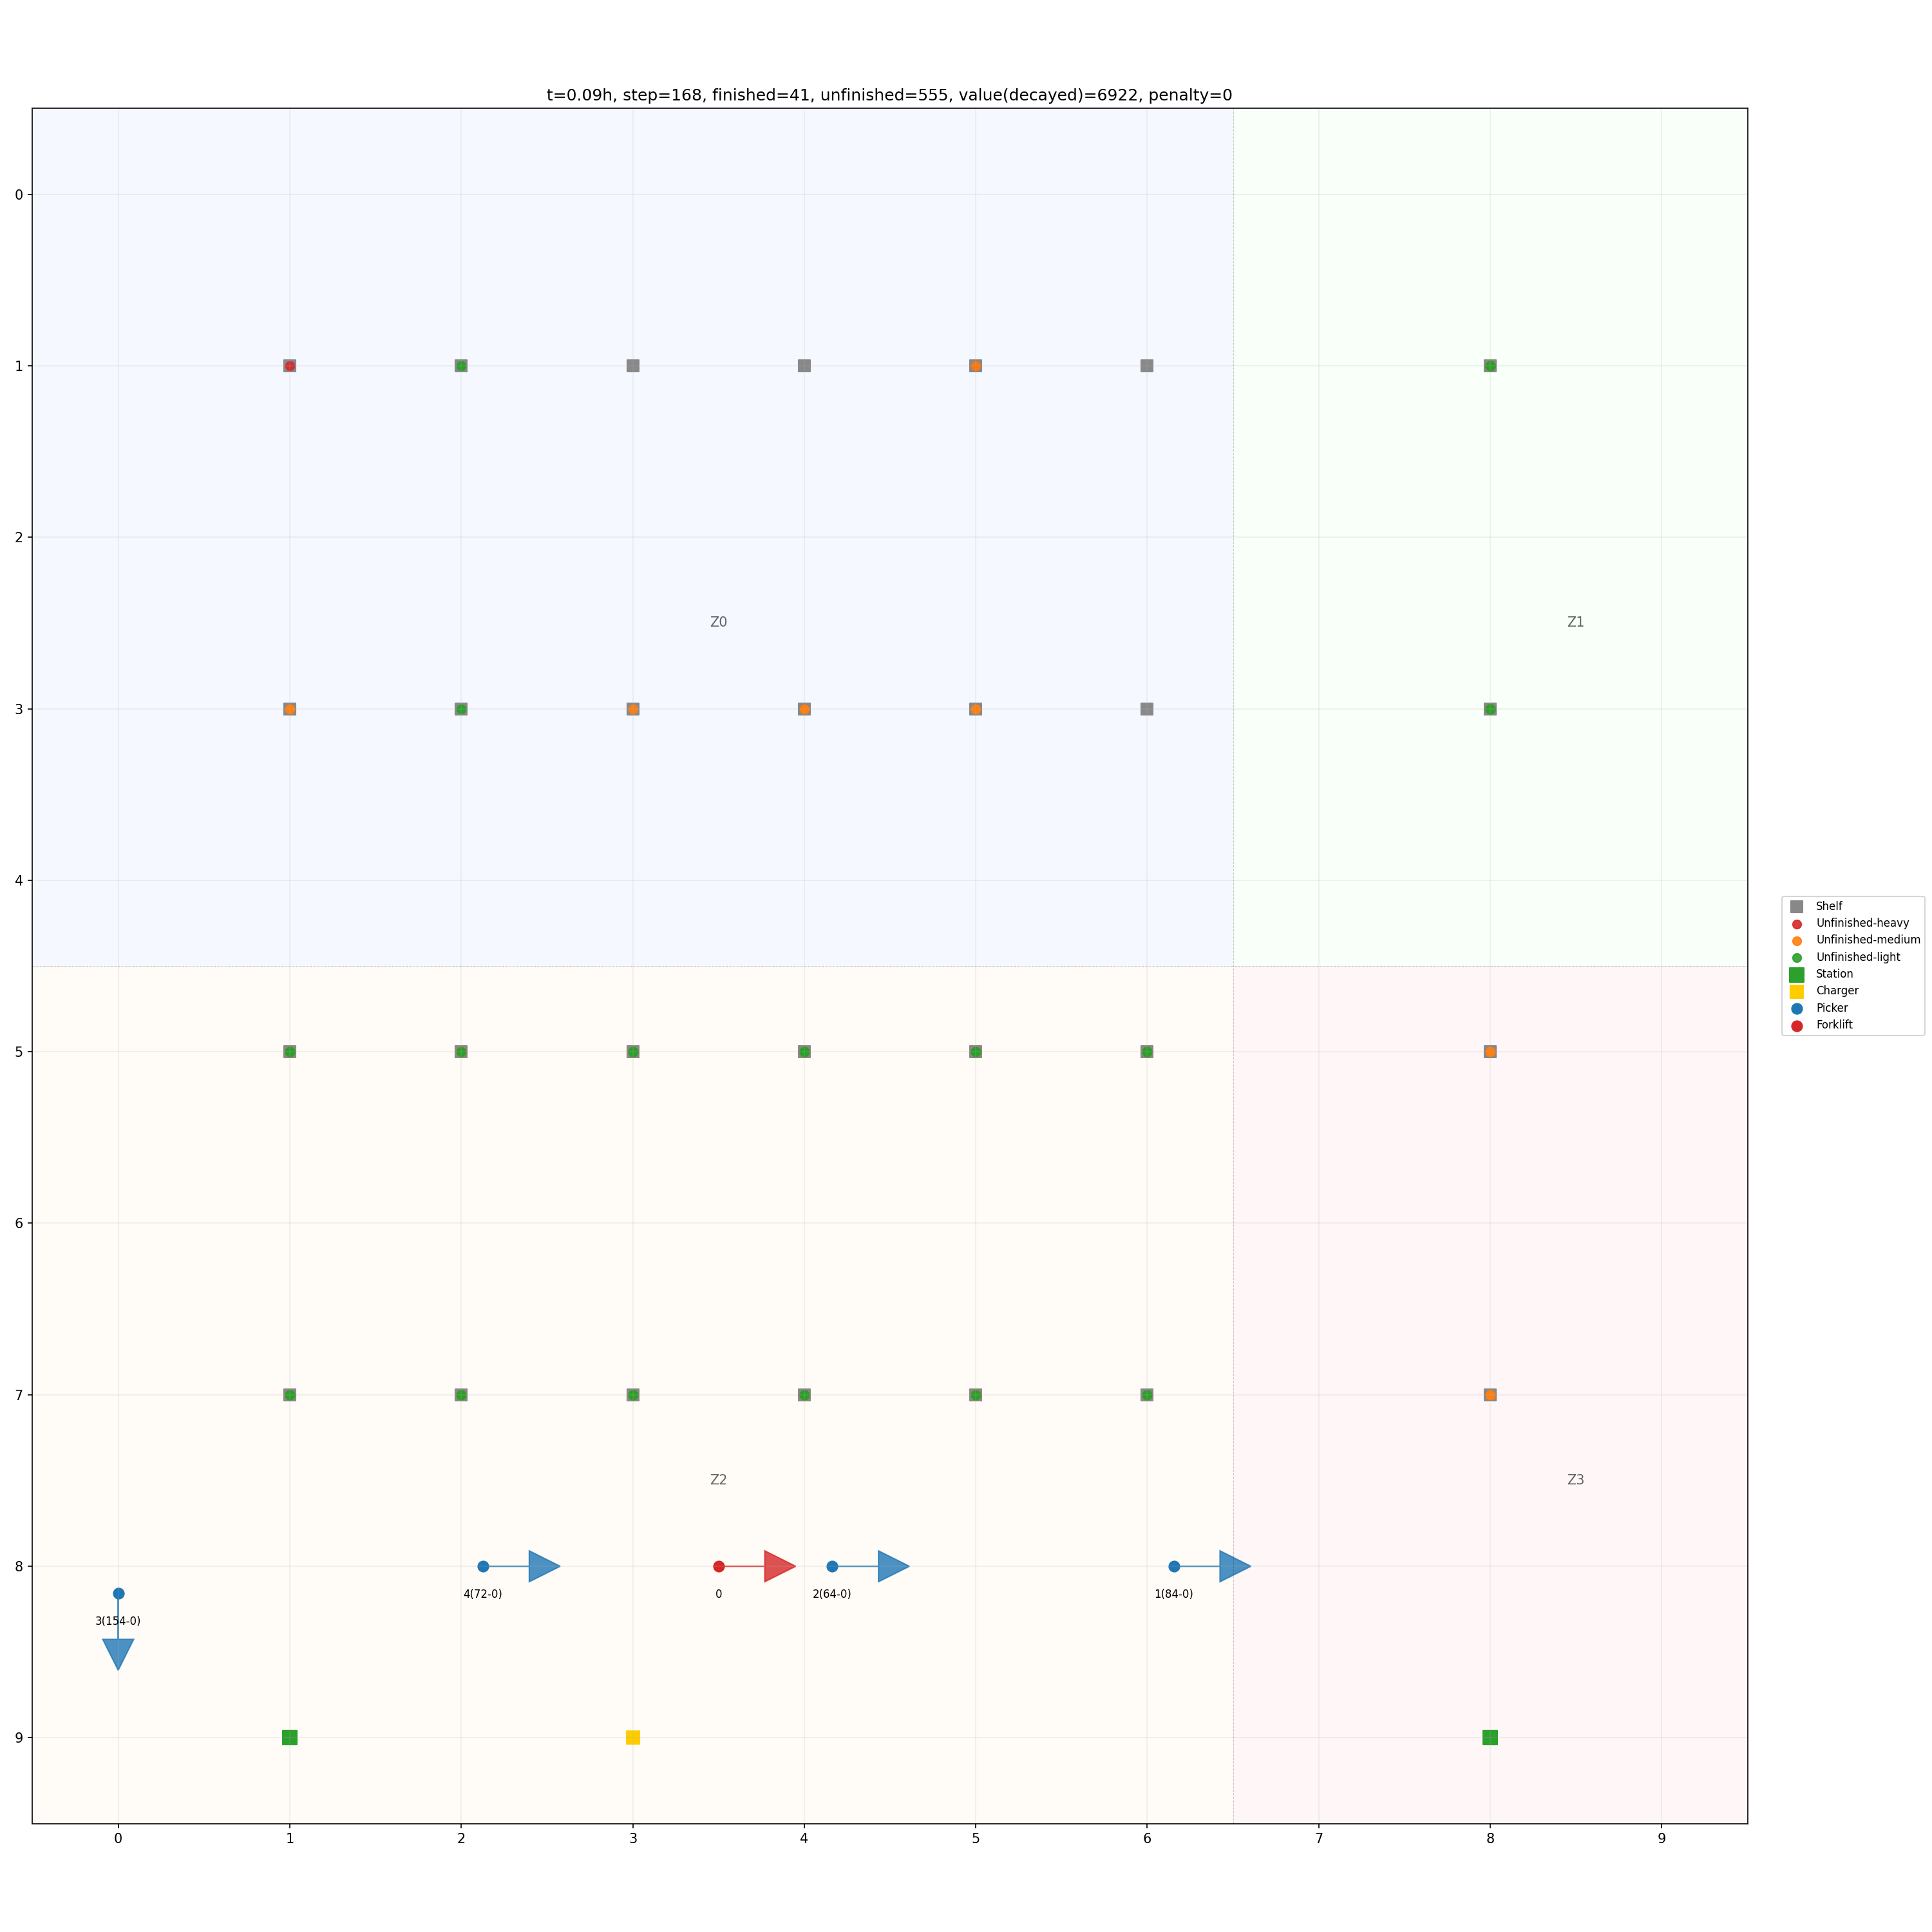 t=0.09h, step=168, finished=41, unfinished=555, value(decayed)=6922, penalty=0
0
1
2
Z0
Z1
3
4
Shelf
Unfinished-heavy
Unfinished-medium
Unfinished-light
Station
Charger
Picker
Forklift
5
6
7
Z2
Z3
8
4(72-0)
0
2(64-0)
1(84-0)
3(154-0)
9
0 1 2 3 4 5 6 7 8 9